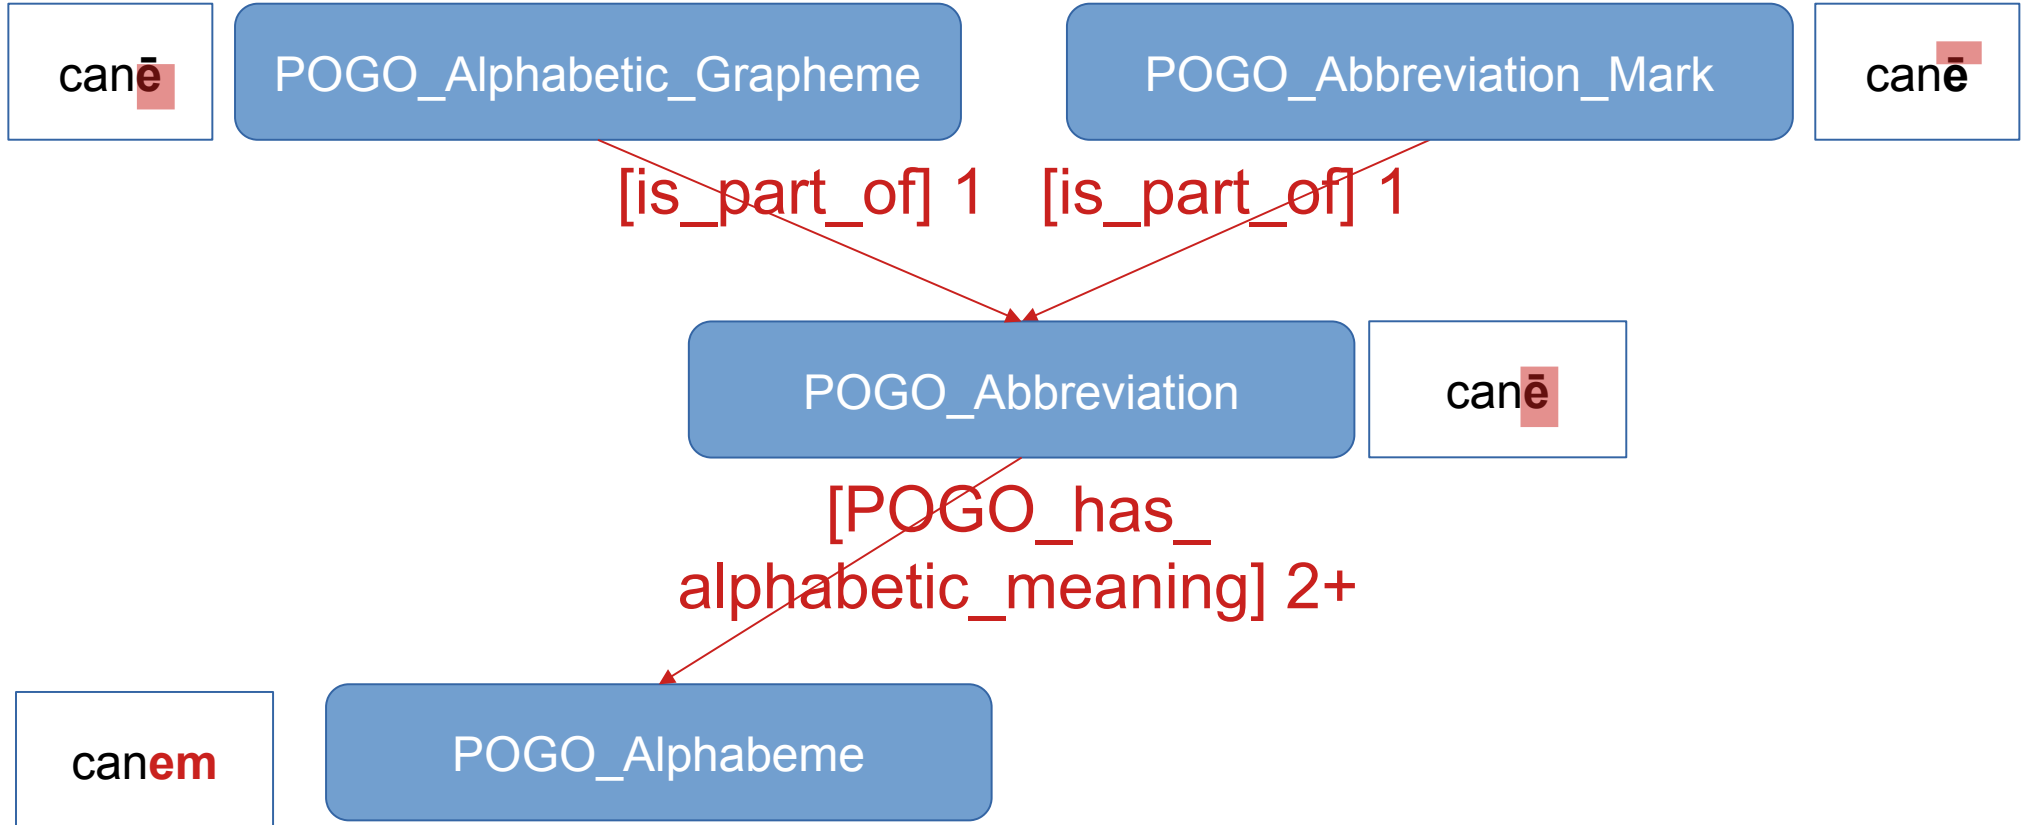 canē
POGO_Alphabetic_Grapheme
POGO_Abbreviation_Mark
canē
[is_part_of] 1
[is_part_of] 1
POGO_Abbreviation
canē
[POGO_has_
alphabetic_meaning] 2+
canem
POGO_Alphabeme